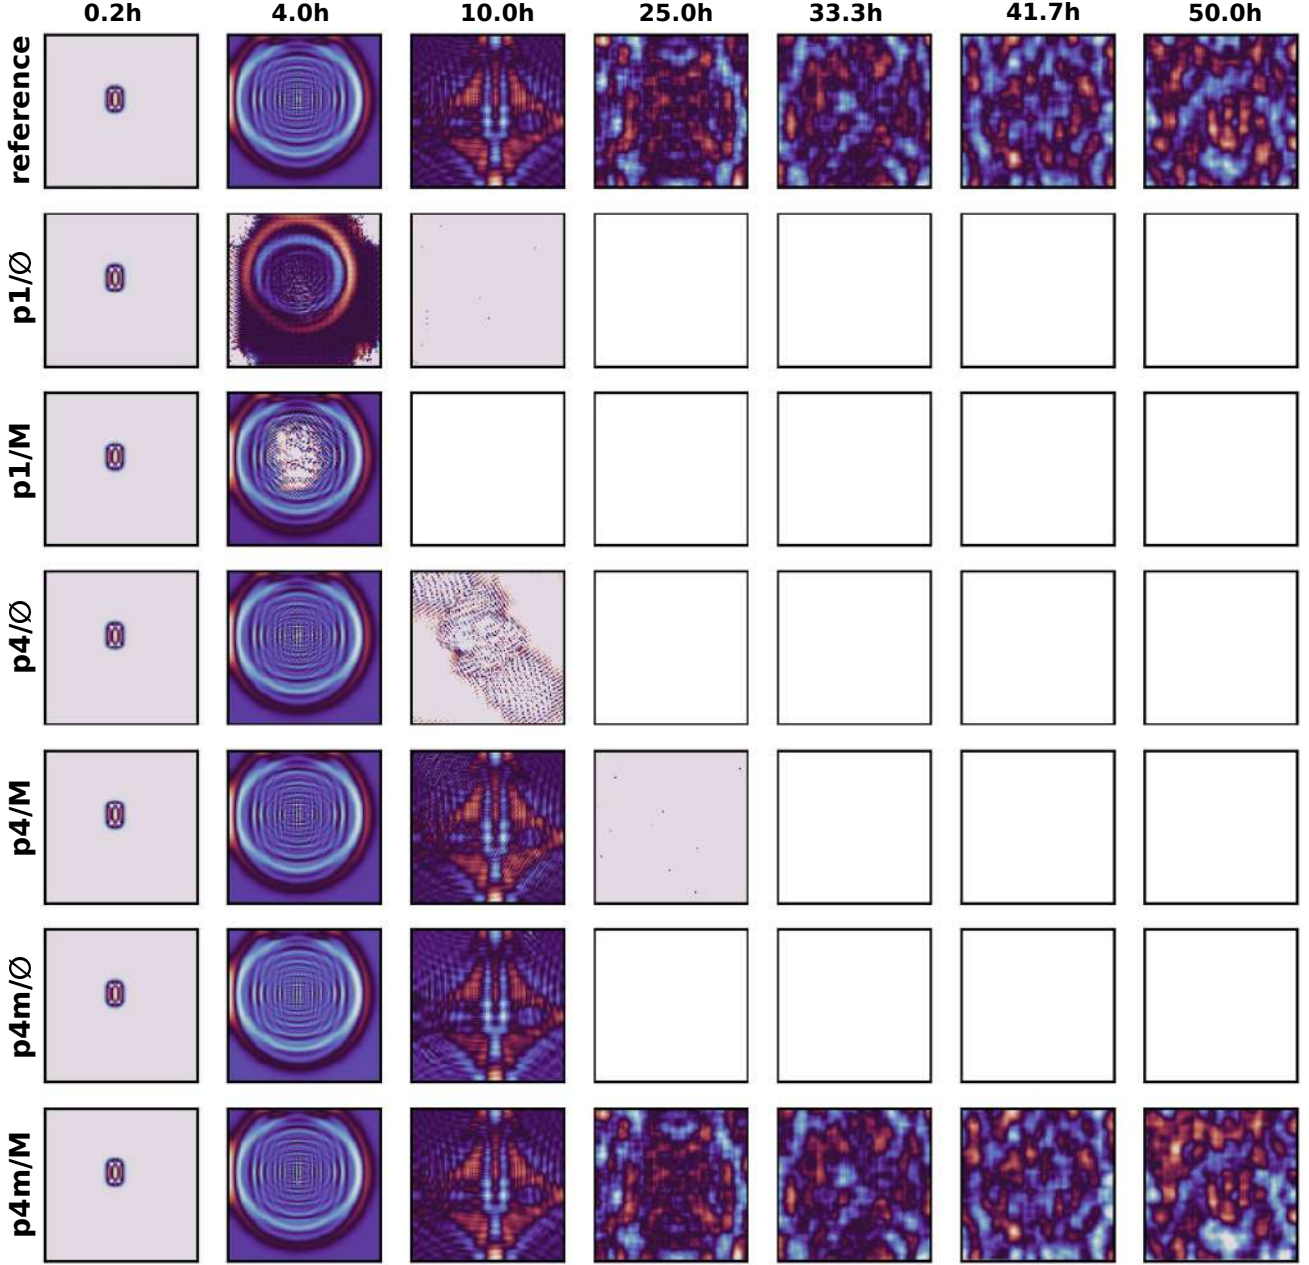 0.2h 4.0h 10.0h 25.0h 33.3h 41.7h 50.0h
reference
p1/∅
p1/M
p4/∅
p4/M
p4m/∅
p4m/M